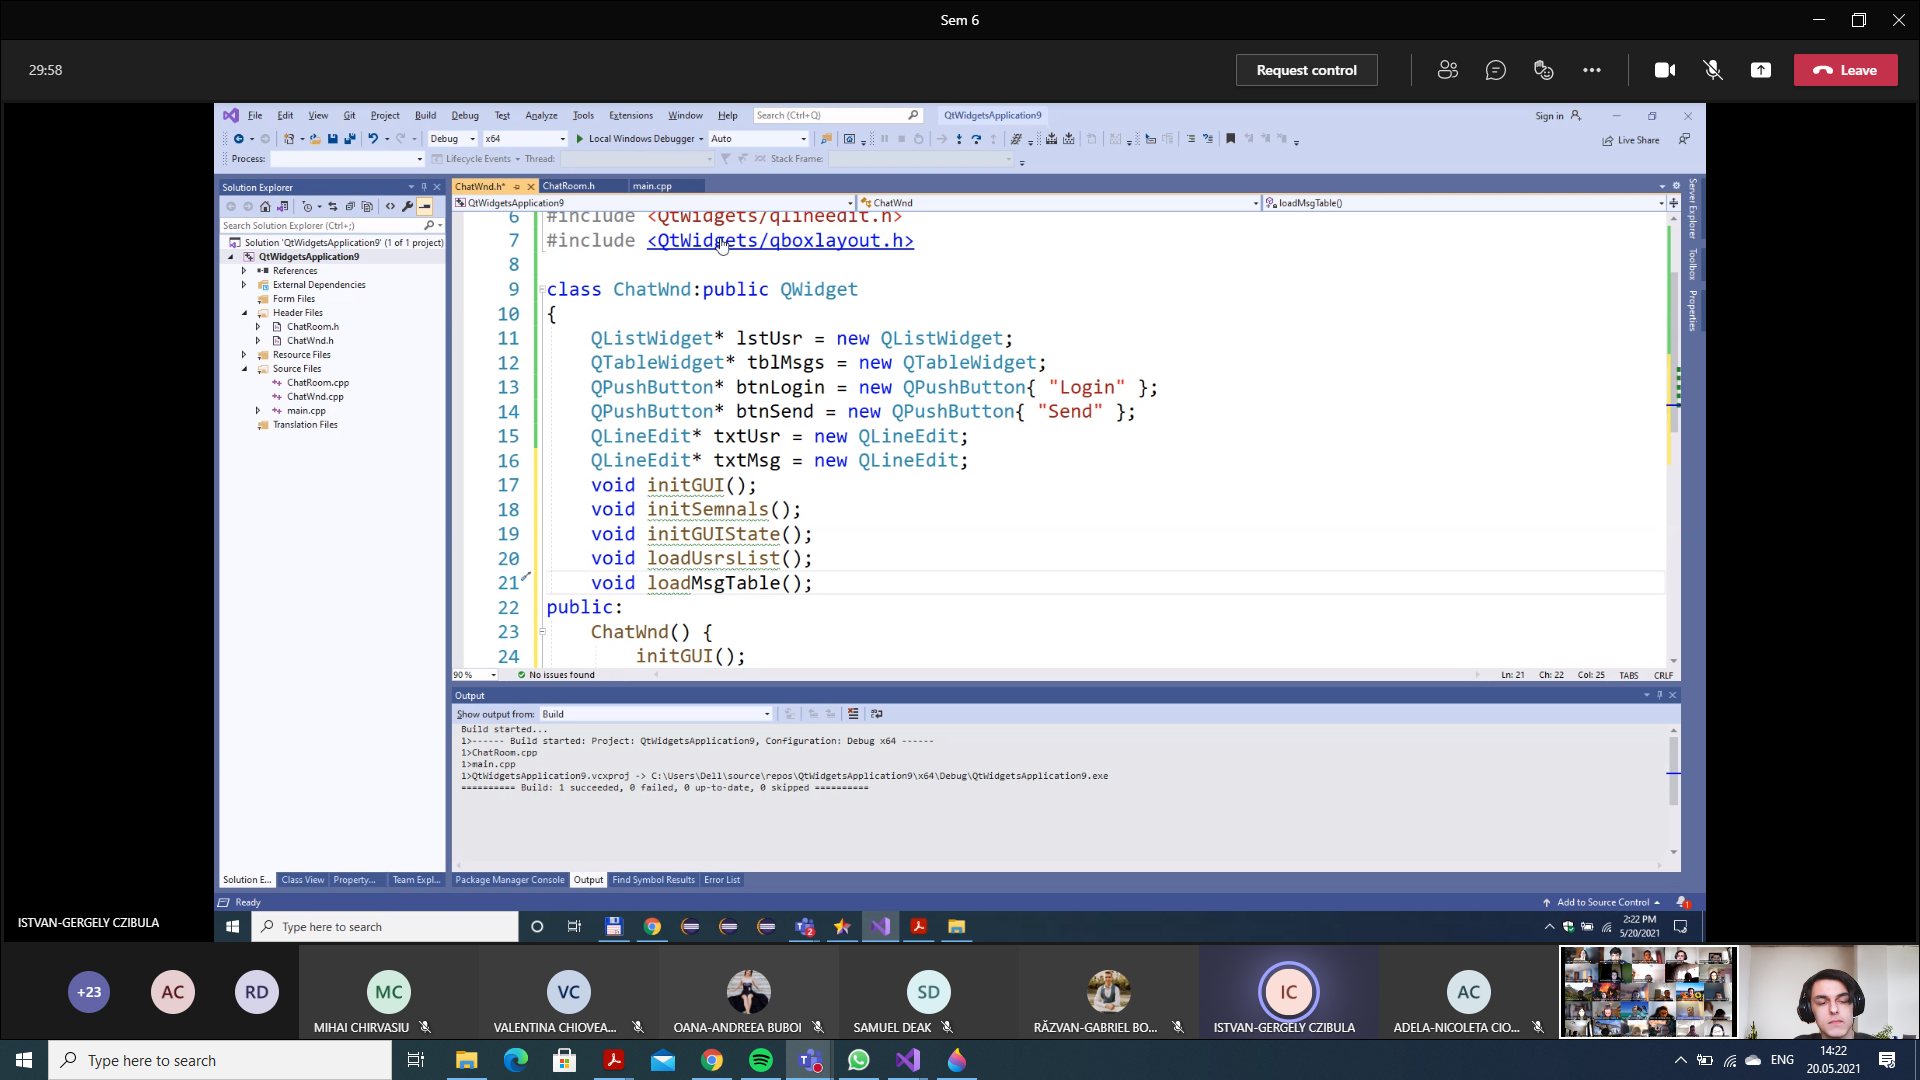 Sem 6
29:58
Request control
Leave
File Edit View Git Project Build Debug Test Analyze Tools Extensions Window Help Search (Ctrl+Q) QtWidgetsApplication9 Sign in
Debug x64 Local Windows Debugger Auto Live Share
Process: Lifecycle Events Thread: Stack Frame:
Solution Explorer
Search Solution Explorer (Ctrl+;)
Solution 'QtWidgetsApplication9' (1 of 1 project)
QtWidgetsApplication9
References
External Dependencies
Form Files
Header Files
ChatRoom.h
ChatWnd.h
Resource Files
Source Files
ChatRoom.cpp
ChatWnd.cpp
main.cpp
Translation Files
Solution E... Class View Property... Team Expl...
ChatWnd.h* ChatRoom.h main.cpp
QtWidgetsApplication9 ChatWnd loadMsgTable()
6 #include <QtWidgets/qlineedit.h>
7 #include <QtWidgets/qboxlayout.h>
8
9 class ChatWnd:public QWidget
10 {
11 QListWidget* lstUsr = new QListWidget;
12 QTableWidget* tblMsgs = new QTableWidget;
13 QPushButton* btnLogin = new QPushButton{ "Login" };
14 QPushButton* btnSend = new QPushButton{ "Send" };
15 QLineEdit* txtUsr = new QLineEdit;
16 QLineEdit* txtMsg = new QLineEdit;
17 void initGUI();
18 void initSemnals();
19 void initGUIState();
20 void loadUsrsList();
21 void loadMsgTable();
22 public:
23 ChatWnd() {
24 initGUI();
90 % No issues found Ln: 21 Ch: 22 Col: 25 TABS CRLF
Server Explorer
Toolbox
Properties
Output
Show output from: Build
Build started...
1>------ Build started: Project: QtWidgetsApplication9, Configuration: Debug x64 ------
1>ChatRoom.cpp
1>main.cpp
1>QtWidgetsApplication9.vcxproj -> C:\Users\Dell\source\repos\QtWidgetsApplication9\x64\Debug\QtWidgetsApplication9.exe
========== Build: 1 succeeded, 0 failed, 0 up-to-date, 0 skipped ==========
Package Manager Console Output Find Symbol Results Error List
Ready Add to Source Control 1
ISTVAN-GERGELY CZIBULA
Type here to search
2:22 PM
5/20/2021
+23 AC RD MC VC SD IC AC
MIHAI CHIRVASIU VALENTINA CHIOVEA... OANA-ANDREEA BUBOI SAMUEL DEAK RĂZVAN-GABRIEL BO... ISTVAN-GERGELY CZIBULA ADELA-NICOLETA CIO...
Type here to search
ENG
14:22
20.05.2021